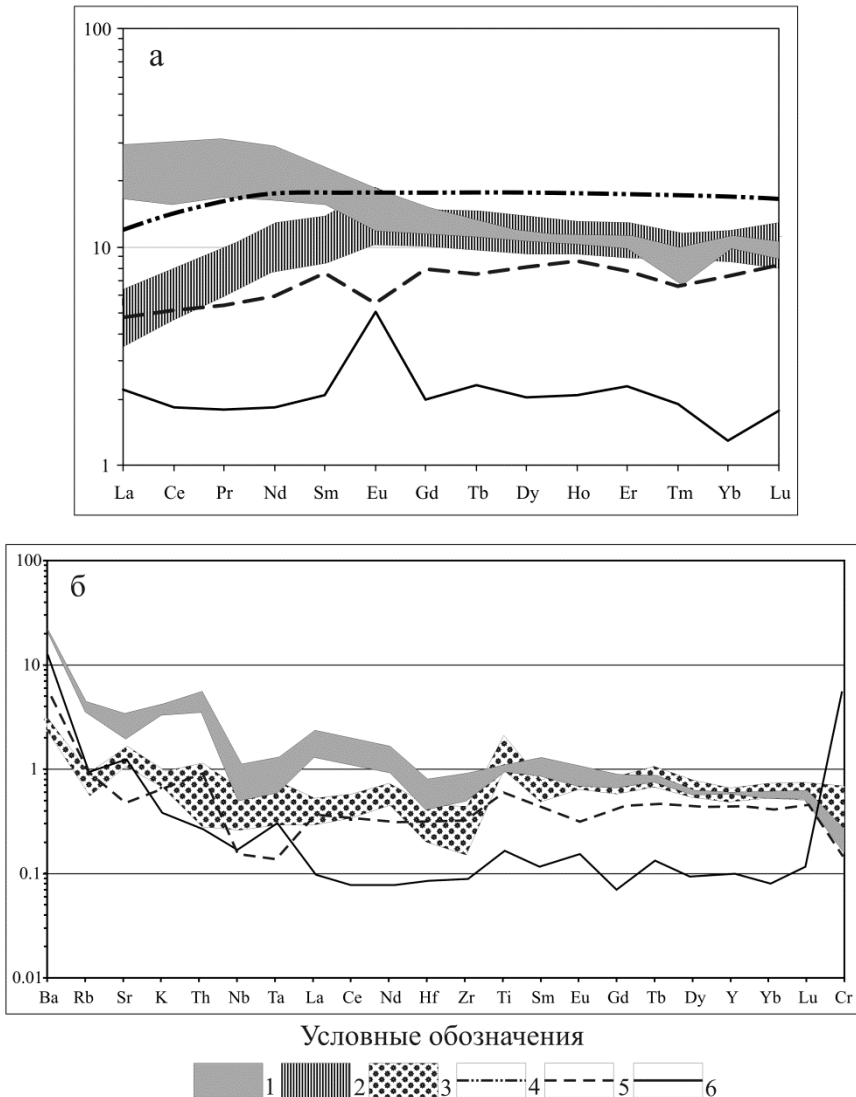 100
а
10
1
La Ce Pr Nd Sm Eu Gd Tb Dy Ho Er Tm Yb Lu
100
б
10
1
0.1
0.01
Ba Rb Sr K Th Nb Ta La Ce Nd Hf Zr Ti Sm Eu Gd Tb Dy Y Yb Lu Cr
Условные обозначения
1 2 3 4 5 6